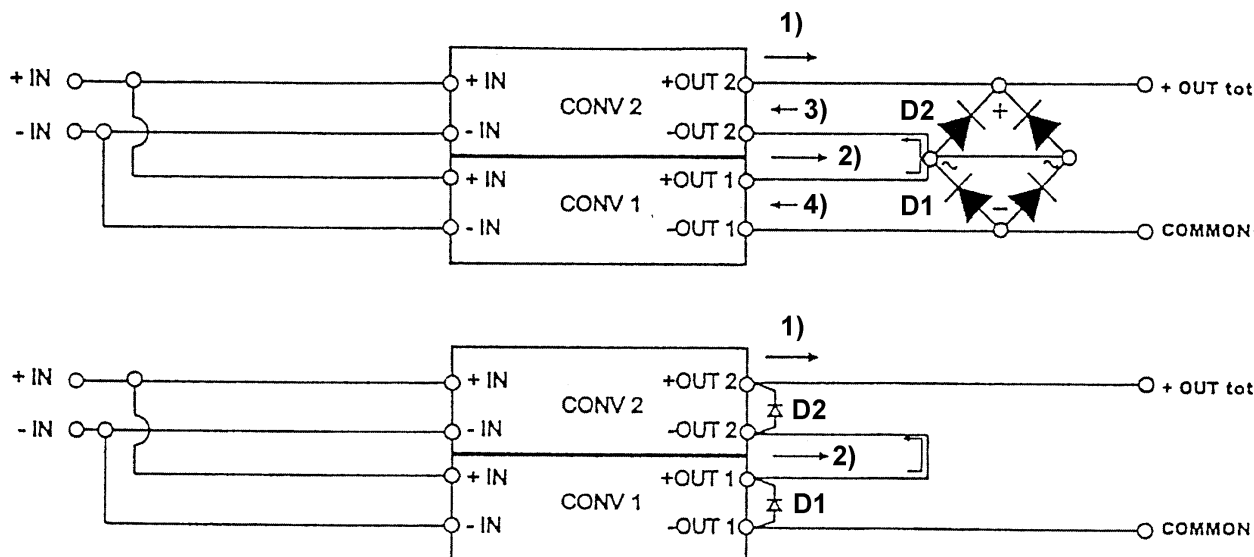 1)
+ IN
+ IN
+OUT 2
+ OUT tot
CONV 2
D2
+
3)
- IN
- IN
-OUT 2
2)
~
~
+ IN
+OUT 1
CONV 1
D1
−
4)
- IN
-OUT 1
COMMON
1)
+ IN
+ IN
+OUT 2
+ OUT tot
CONV 2
D2
- IN
- IN
-OUT 2
2)
+ IN
+OUT 1
CONV 1
D1
- IN
-OUT 1
COMMON